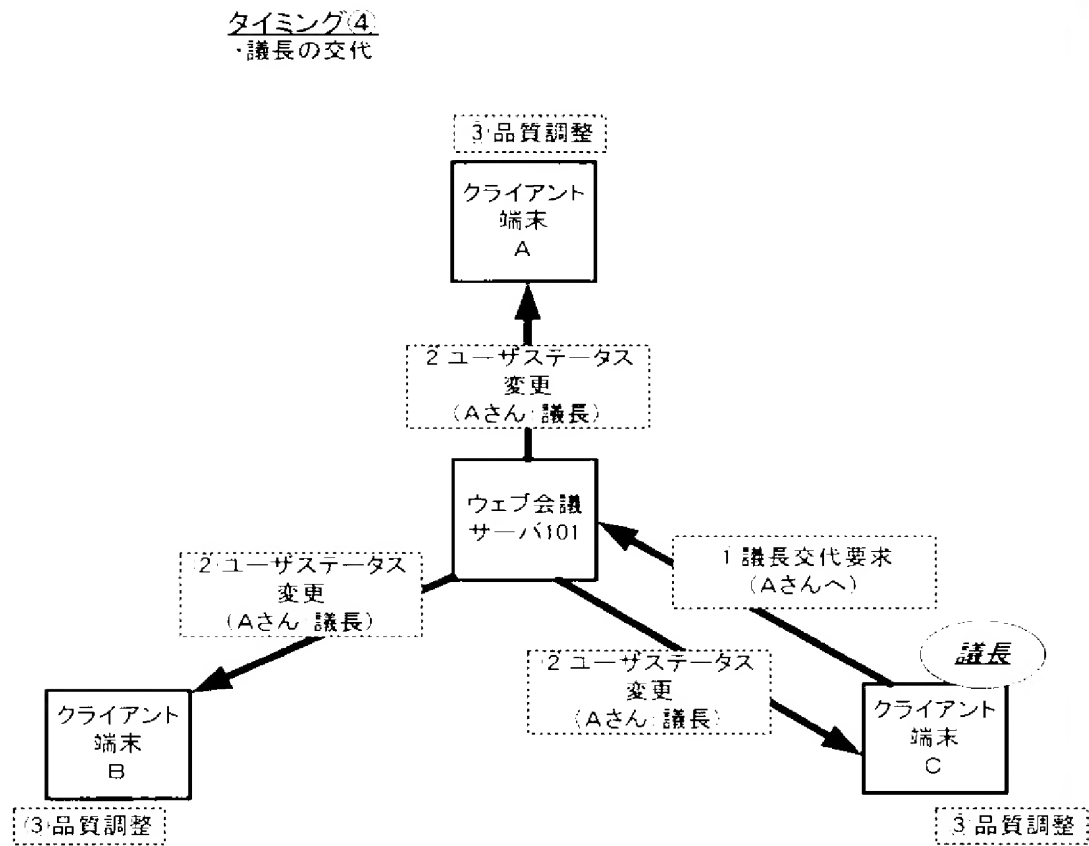 タイミング④
・議長の交代
(3)品質調整
クライアント
端末
A
(2)ユーザステータス
変更
(Aさん:議長)
ウェブ会議
サーバ101
(2)ユーザステータス
変更
(Aさん:議長)
(1)議長交代要求
(Aさんへ)
(2)ユーザステータス
変更
(Aさん:議長)
議長
クライアント
端末
B
クライアント
端末
C
(3)品質調整
(3)品質調整